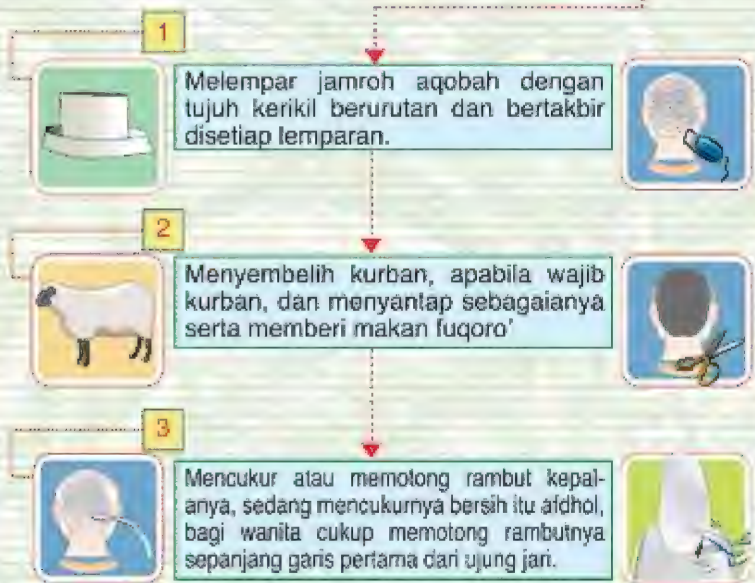 1
Melempar jamroh aqobah dengan
tujuh kerikil berurutan dan bertakbir
disetiap lemparan.
2
Menyembelih kurban, apabila wajib
kurban, dan menyantap sebagaianya
serta memberi makan fuqoro'
3
Mencukur atau memotong rambut kepal-
anya, sedang mencukurnya bersih itu afdhol,
bagi wanita cukup memotong rambutnya
sepanjang garis pertama dari ujung jari.